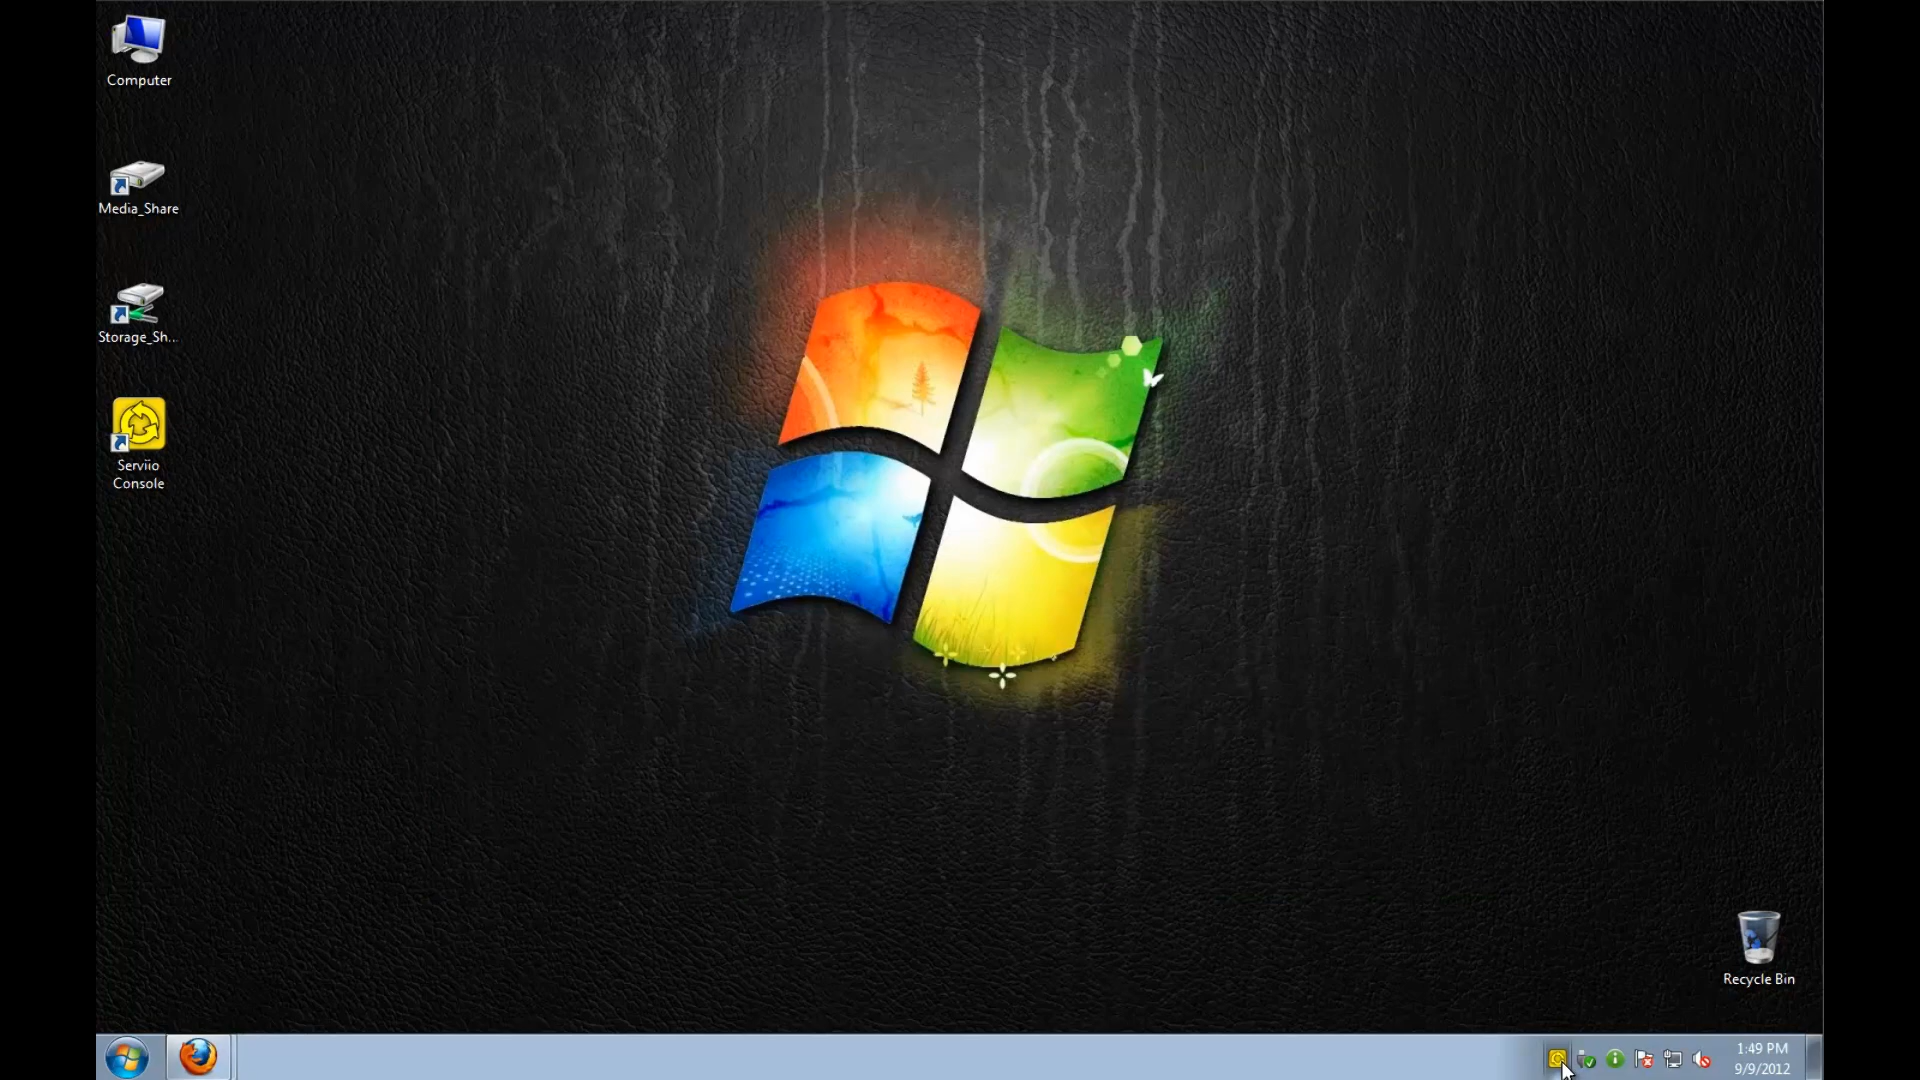 Computer
Media_Share
Storage_Sh...
Serviio
Console
Recycle Bin
1:49 PM
9/9/2012